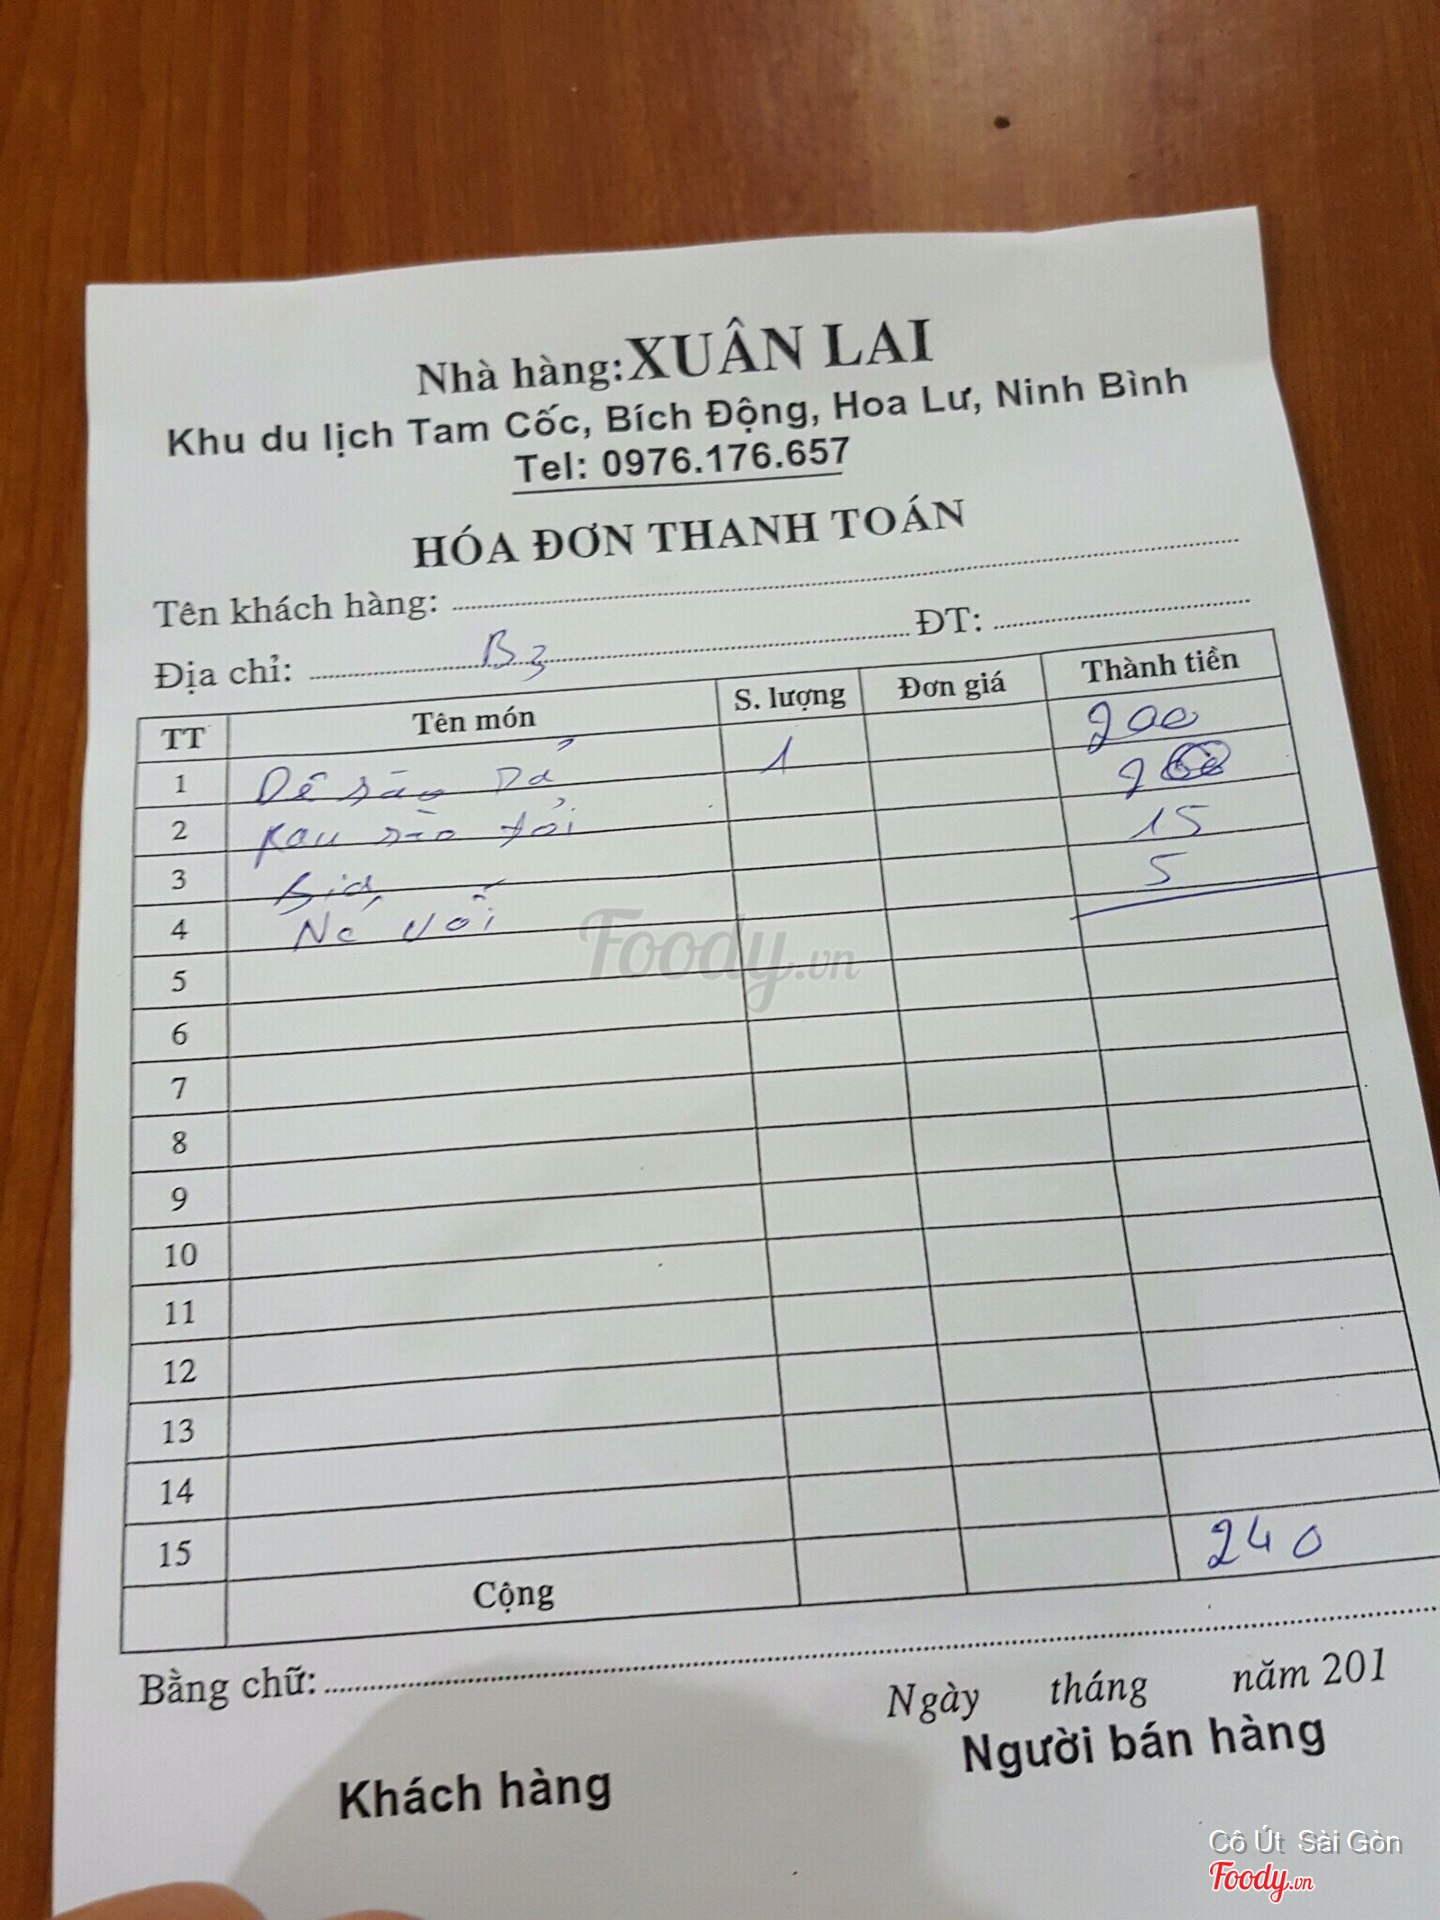 Nhà hàng: XUÂN LAI
Khu du lịch Tam Cốc, Bích Động, Hoa Lư, Ninh Bình
Tel: 0976.176.657
HÓA ĐƠN THANH TOÁN
Tên khách hàng:
Địa chỉ: B3 ĐT:
TT Tên món S. lượng Đơn giá Thành tiền
1 Dê 1 200
2 Rau xào tỏi
3 bia 15
4 Nc vối 5
5
6
7
8
9
10
11
12
13
14
15 240
Cộng
Bằng chữ:
Ngày tháng năm 201
Khách hàng Người bán hàng
Foody.vn
Cô Út Sài Gòn
Foody.vn